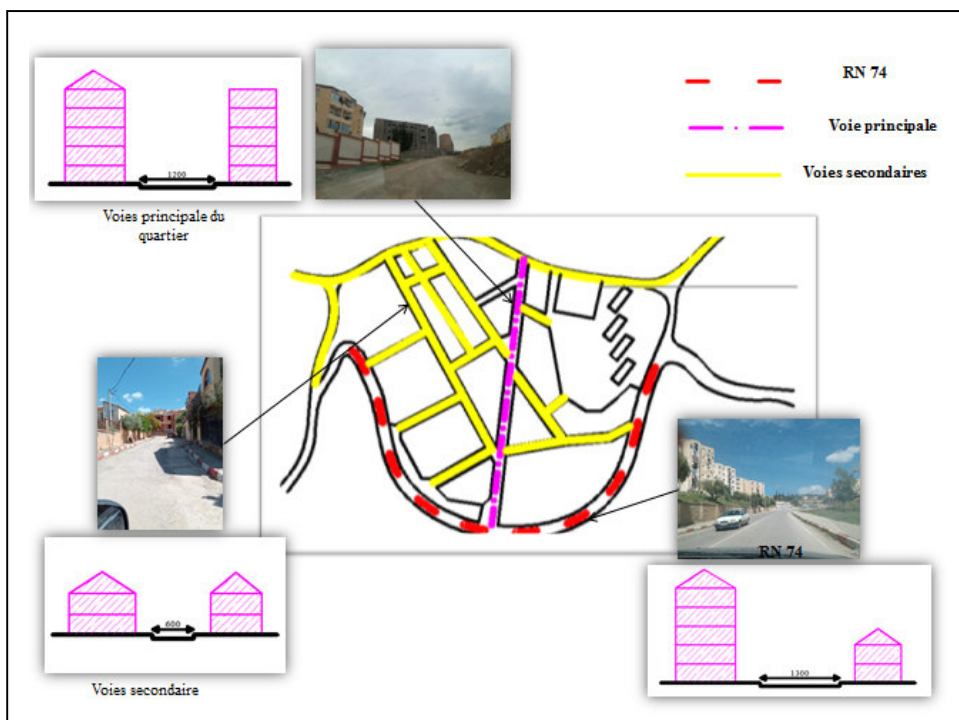 RN 74
Voie principale
Voies secondaires
1200
Voies principale du
quartier
600
Voies secondaire
RN 74
1300